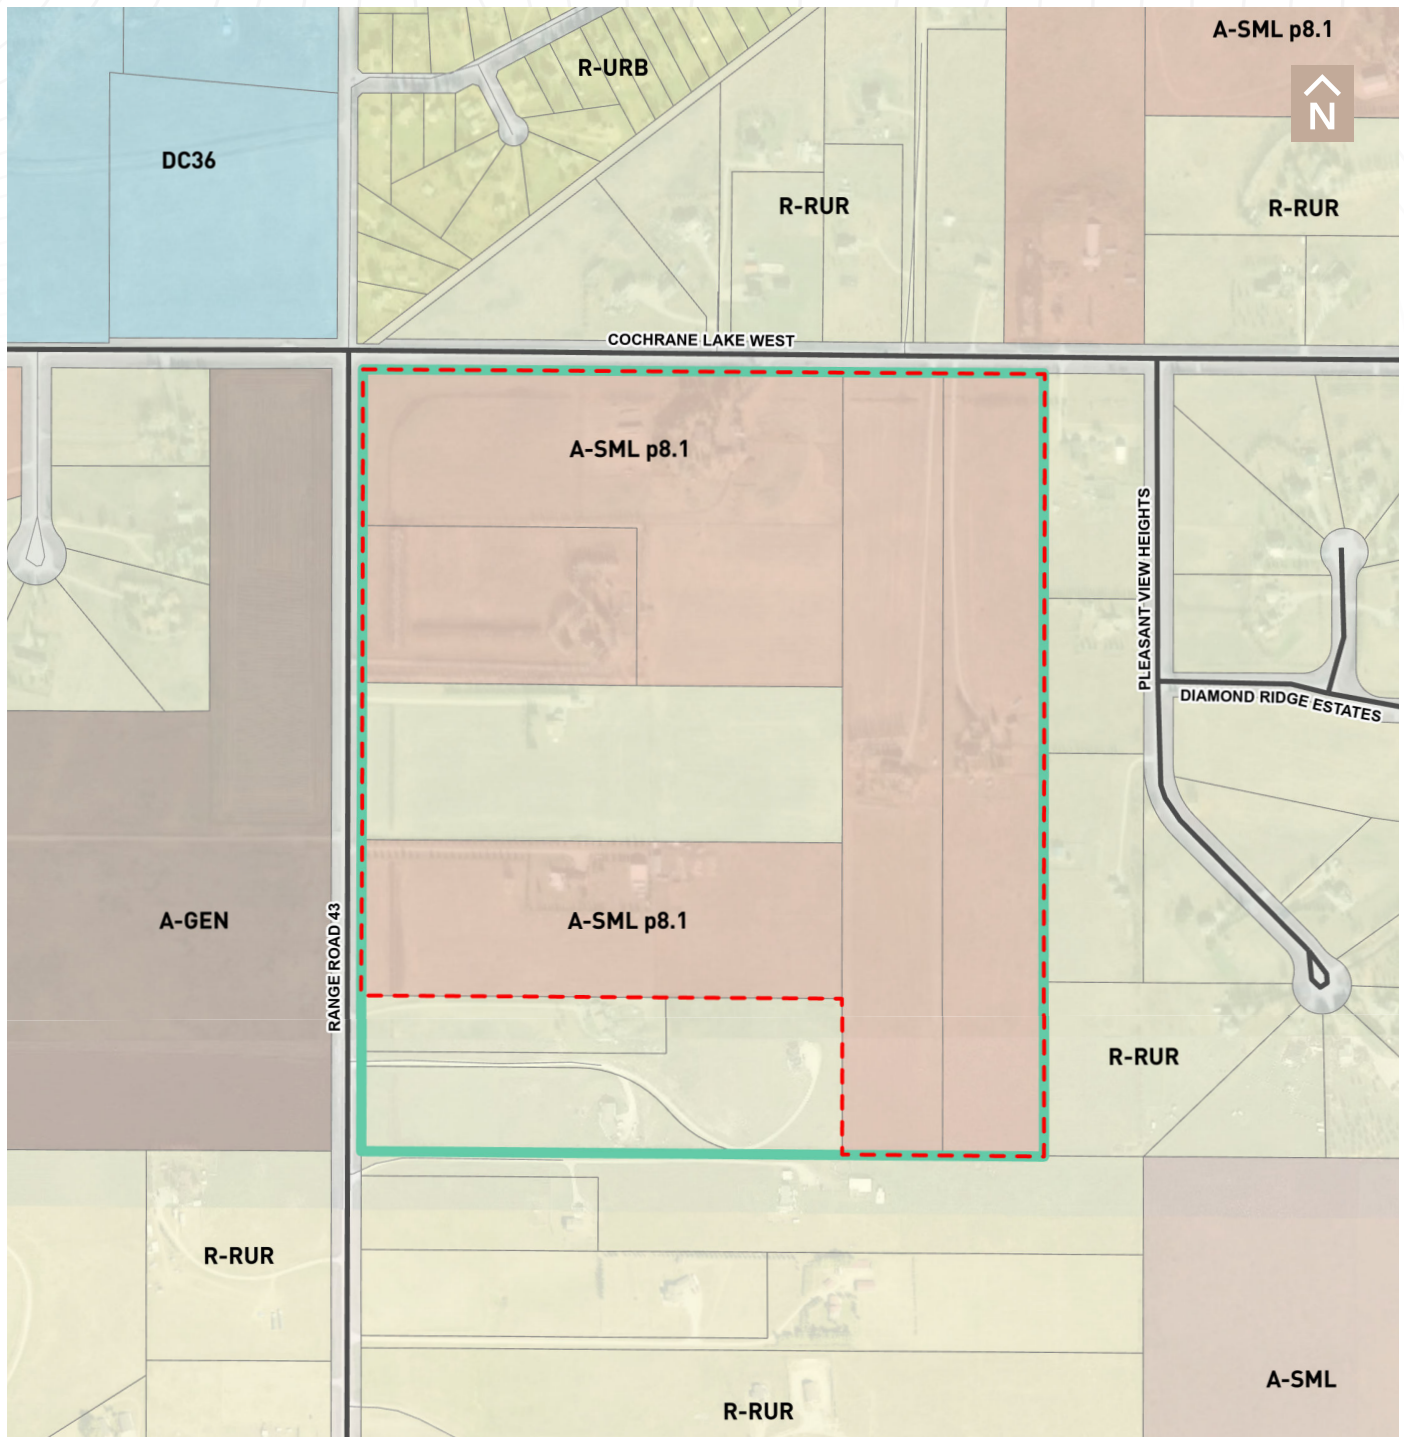 A-SML p8.1
R-URB
N
DC36
R-RUR
R-RUR
COCHRANE LAKE WEST
A-SML p8.1
PLEASANT VIEW HEIGHTS
DIAMOND RIDGE ESTATES
A-GEN
A-SML p8.1
RANGE ROAD 43
R-RUR
R-RUR
A-SML
R-RUR